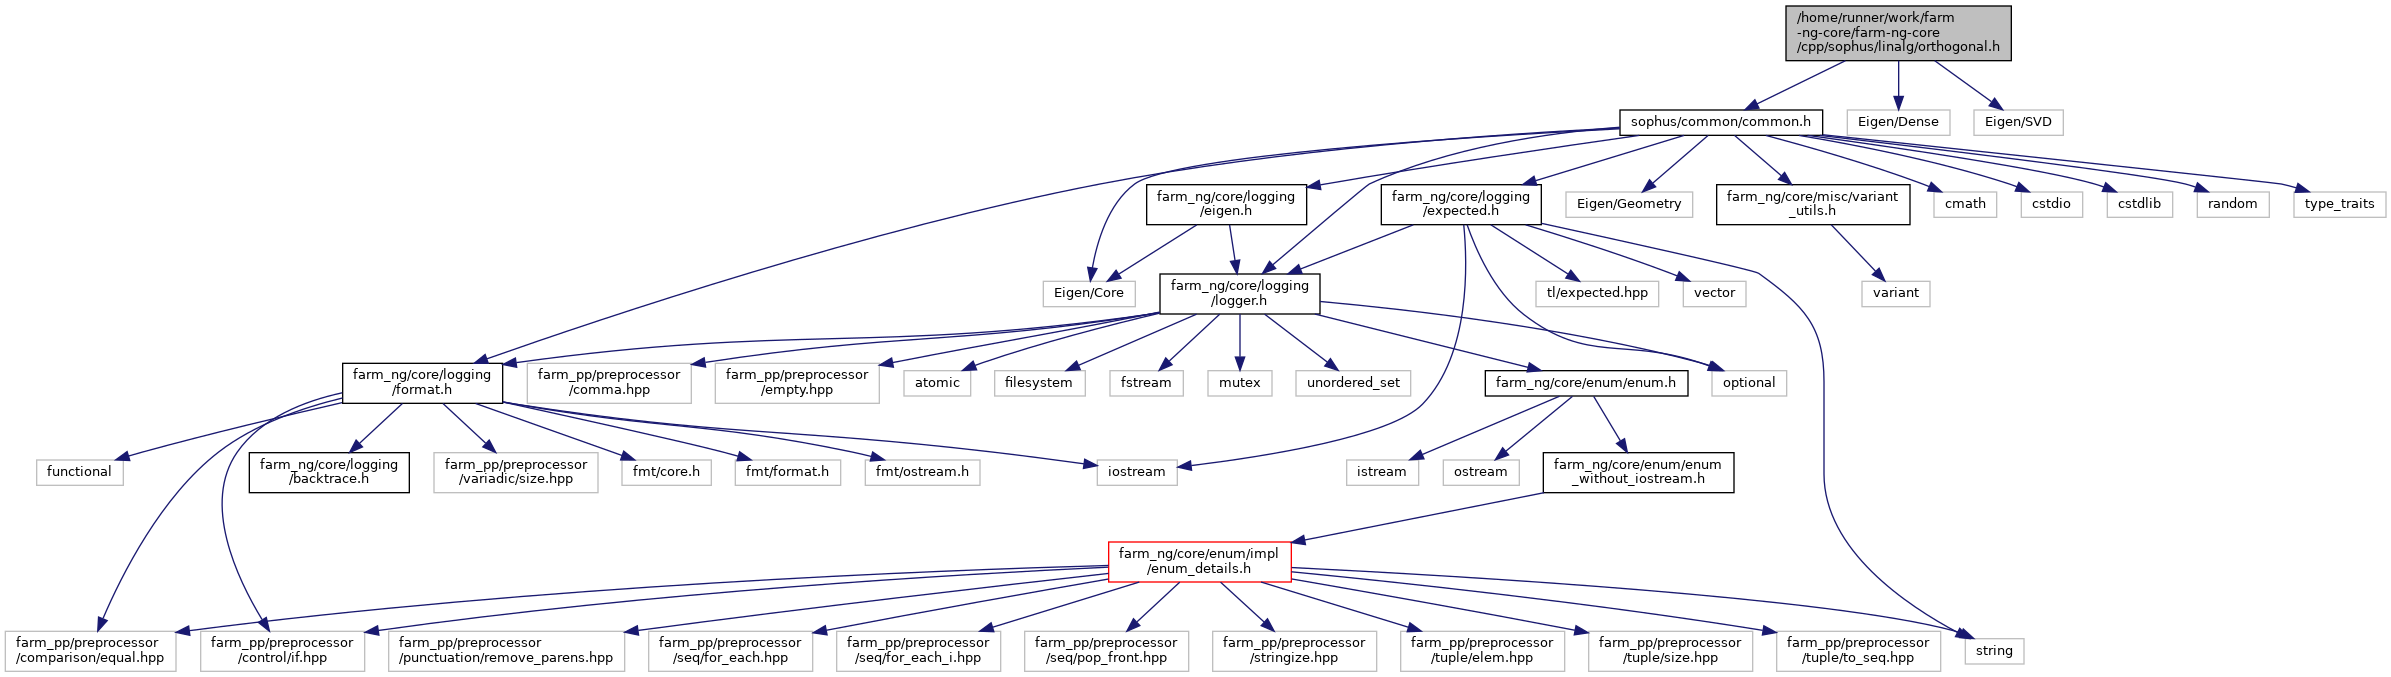 /home/runner/work/farm
-ng-core/farm-ng-core
/cpp/sophus/linalg/orthogonal.h
sophus/common/common.h
Eigen/Dense
Eigen/SVD
farm_ng/core/logging
/eigen.h
farm_ng/core/logging
/expected.h
Eigen/Geometry
farm_ng/core/misc/variant
_utils.h
cmath
cstdio
cstdlib
random
type_traits
Eigen/Core
farm_ng/core/logging
/logger.h
tl/expected.hpp
vector
variant
farm_ng/core/logging
/format.h
farm_pp/preprocessor
/comma.hpp
farm_pp/preprocessor
/empty.hpp
atomic
filesystem
fstream
mutex
unordered_set
farm_ng/core/enum/enum.h
optional
functional
farm_ng/core/logging
/backtrace.h
farm_pp/preprocessor
/variadic/size.hpp
fmt/core.h
fmt/format.h
fmt/ostream.h
iostream
istream
ostream
farm_ng/core/enum/enum
_without_iostream.h
farm_ng/core/enum/impl
/enum_details.h
farm_pp/preprocessor
/comparison/equal.hpp
farm_pp/preprocessor
/control/if.hpp
farm_pp/preprocessor
/punctuation/remove_parens.hpp
farm_pp/preprocessor
/seq/for_each.hpp
farm_pp/preprocessor
/seq/for_each_i.hpp
farm_pp/preprocessor
/seq/pop_front.hpp
farm_pp/preprocessor
/stringize.hpp
farm_pp/preprocessor
/tuple/elem.hpp
farm_pp/preprocessor
/tuple/size.hpp
farm_pp/preprocessor
/tuple/to_seq.hpp
string